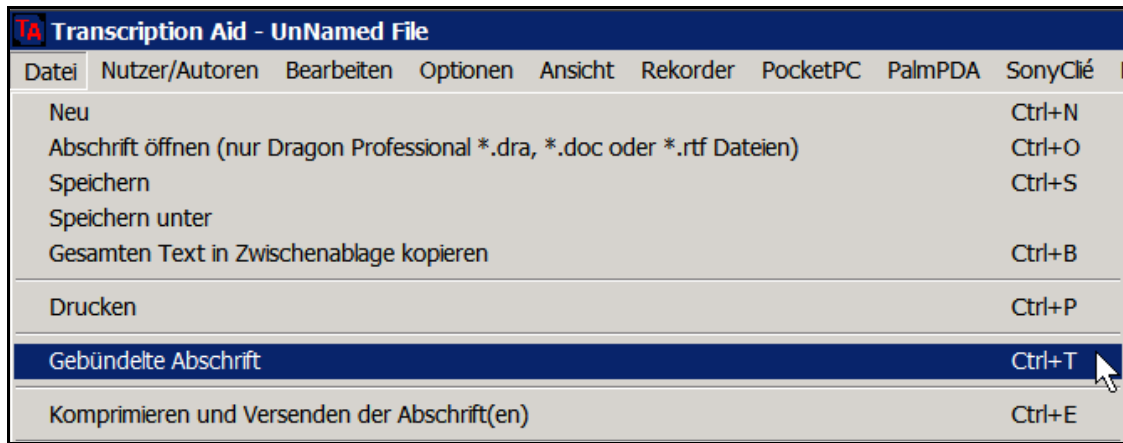 TA Transcription Aid - UnNamed File
Datei Nutzer/Autoren Bearbeiten Optionen Ansicht Rekorder PocketPC PalmPDA SonyClié
Neu Ctrl+N
Abschrift öffnen (nur Dragon Professional *.dra, *.doc oder *.rtf Dateien) Ctrl+O
Speichern Ctrl+S
Speichern unter
Gesamten Text in Zwischenablage kopieren Ctrl+B
Drucken Ctrl+P
Gebündelte Abschrift Ctrl+T
Komprimieren und Versenden der Abschrift(en) Ctrl+E